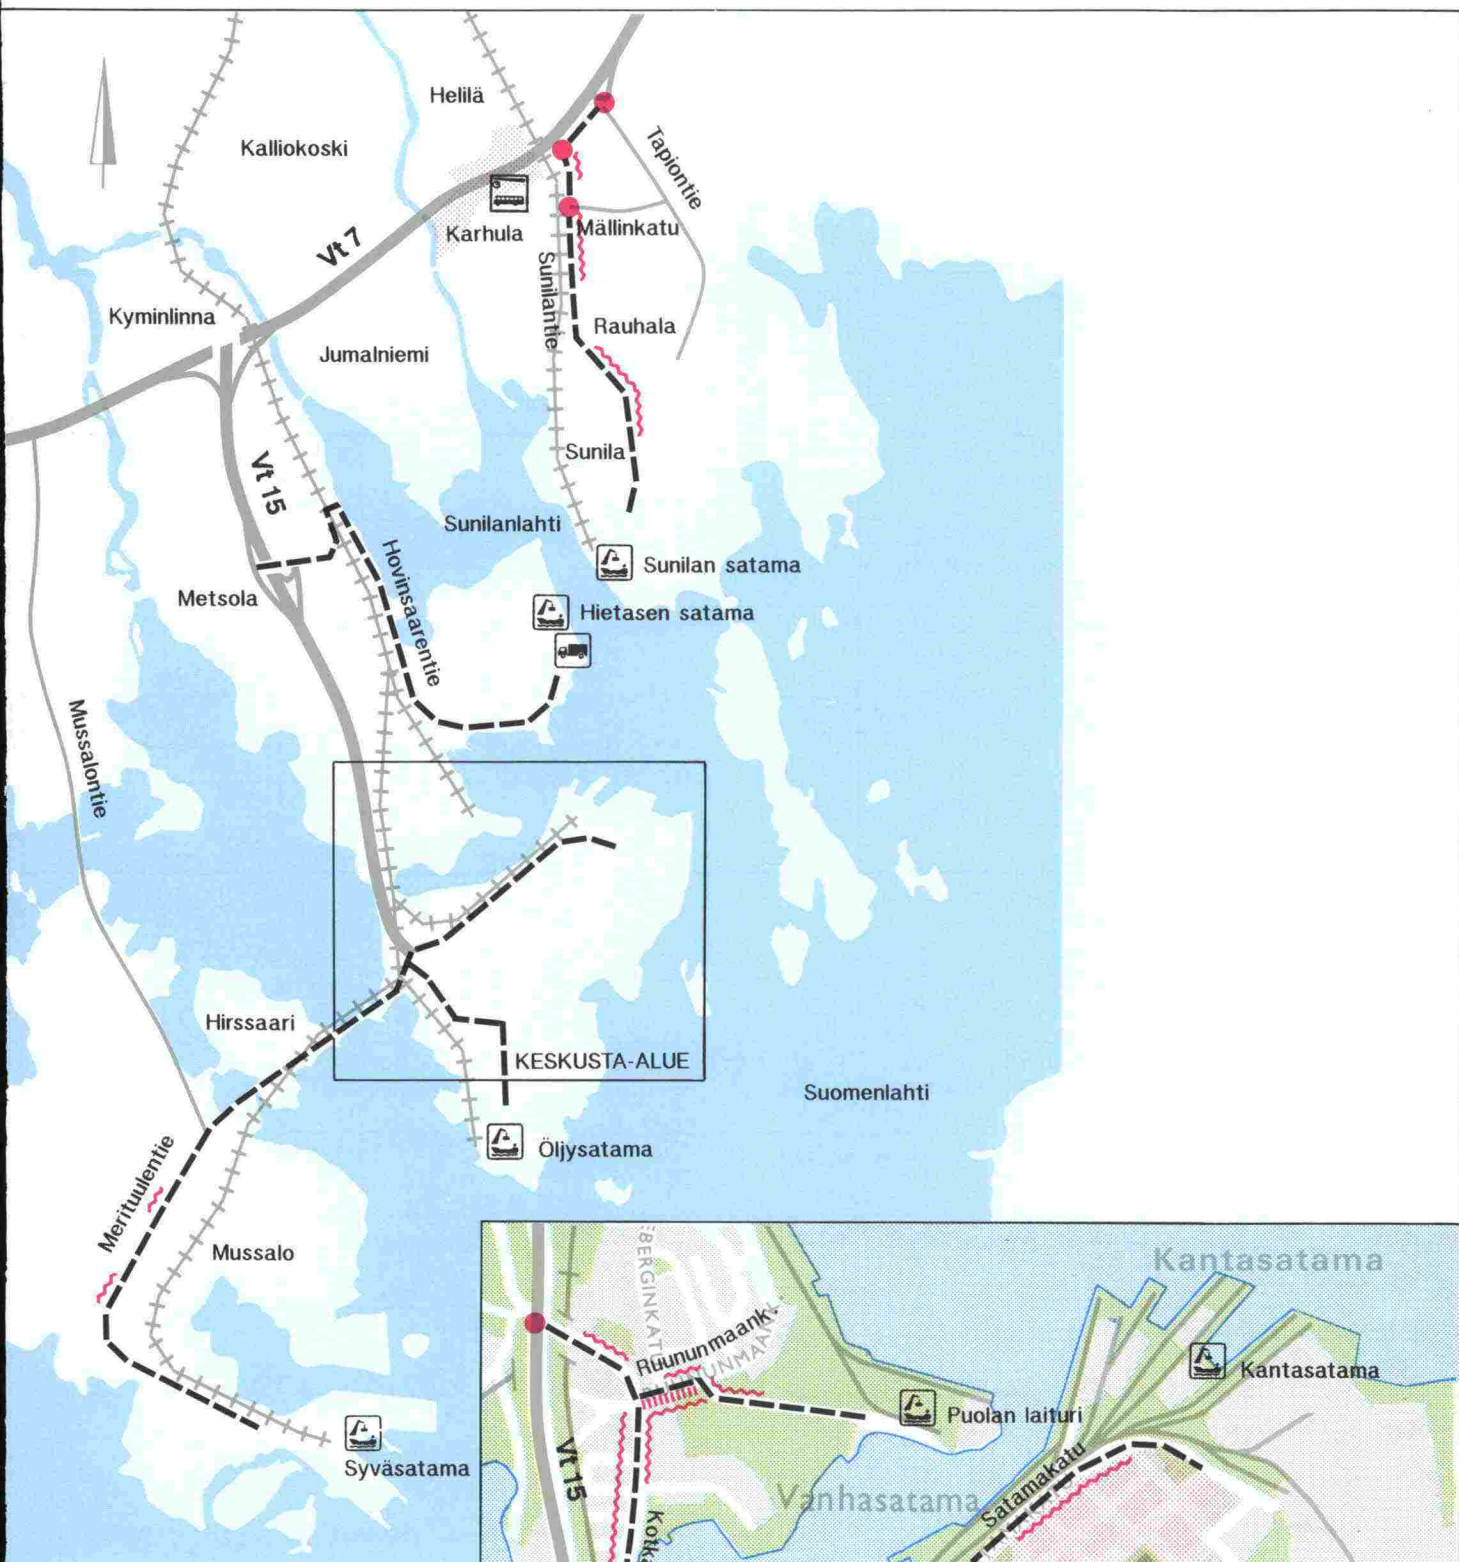 Helilä
Kalliokoski
Tapiontie
Karhula
Mällinkatu
Vt 7
Sunilantie
Kyminlinna
Rauhala
Jumalniemi
Sunila
Vt 15
Sunilanlahti
Hovinsaarentie
Sunilan satama
Metsola
Hietasen satama
Mussalontie
Hirssaari
KESKUSTA-ALUE
Suomenlahti
Öljysatama
Merituulentie
Mussalo
Syväsatama
Kantasatama
Ruununmaank.
Kantasatama
Puolan laituri
Vt 15
Vanhasatama
Satamakatu